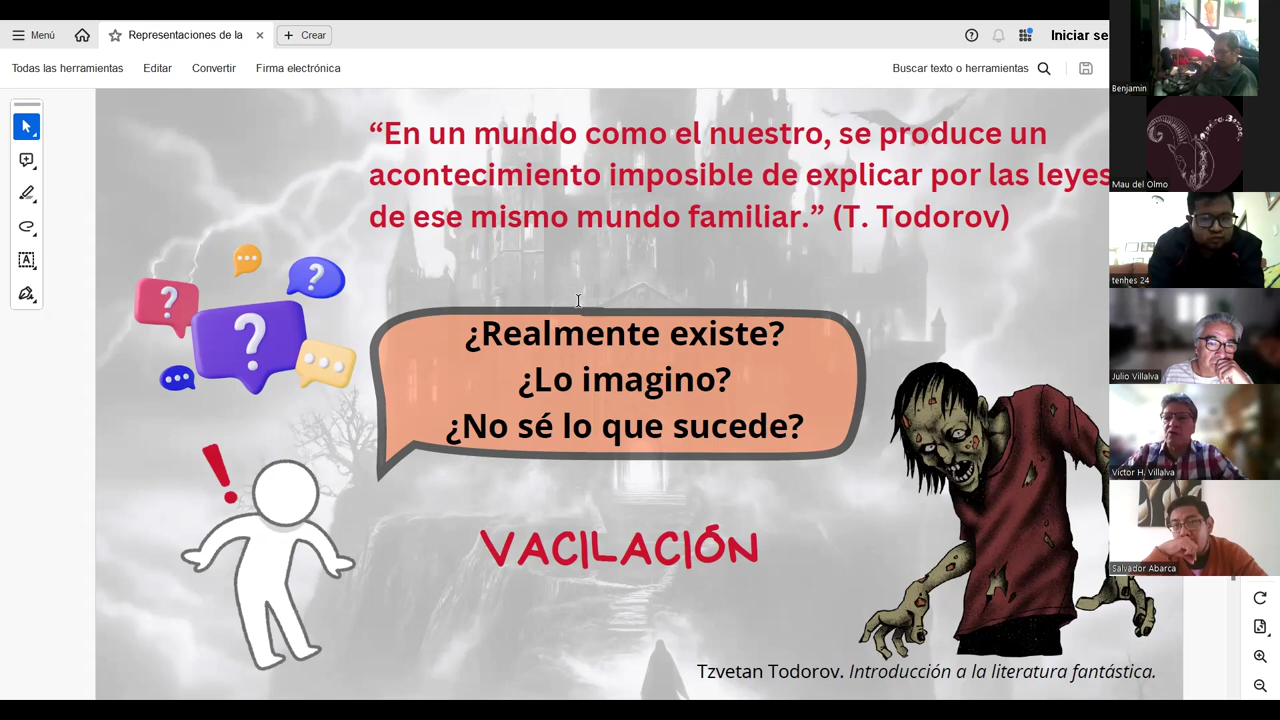 Menú
Representaciones de la
Crear
Iniciar se
Todas las herramientas
Editar
Convertir
Firma electrónica
Buscar texto o herramientas
“En un mundo como el nuestro, se produce un
acontecimiento imposible de explicar por las leyes
de ese mismo mundo familiar.” (T. Todorov)
¿Realmente existe?
¿Lo imagino?
¿No sé lo que sucede?
VACILACIÓN
Tzvetan Todorov. Introducción a la literatura fantástica.
Benjamin
Mau del Olmo
tenhes 24
Julio Villalva
Victor H. Villalva
Salvador Abarca